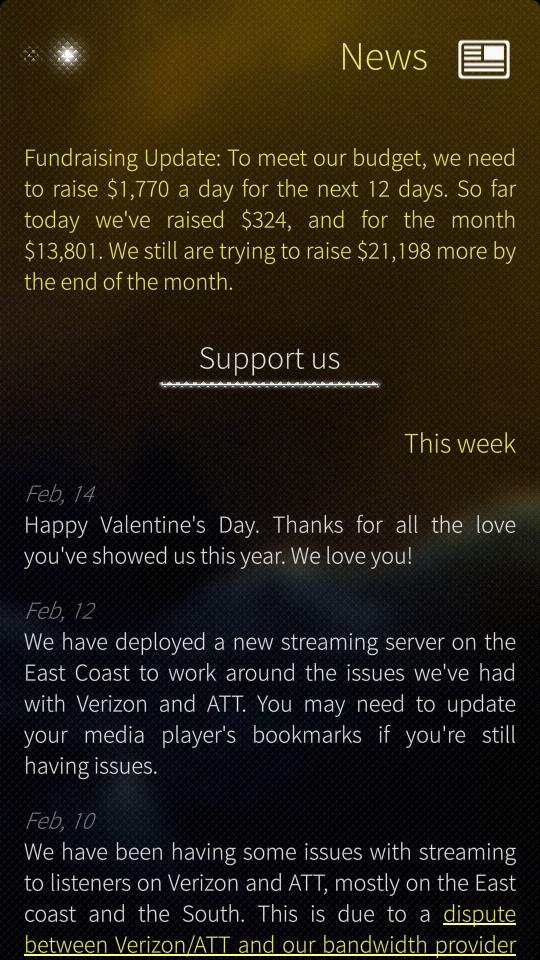 News
Fundraising Update: To meet our budget, we need
to raise $1,770 a day for the next 12 days. So far
today we've raised $324, and for the month
$13,801. We still are trying to raise $21,198 more by
the end of the month.
Support us
This week
Feb, 14
Happy Valentine's Day. Thanks for all the love
you've showed us this year. We love you!
Feb, 12
We have deployed a new streaming server on the
East Coast to work around the issues we've had
with Verizon and ATT. You may need to update
your media player's bookmarks if you're still
having issues.
Feb, 10
We have been having some issues with streaming
to listeners on Verizon and ATT, mostly on the East
coast and the South. This is due to a dispute
between Verizon/ATT and our bandwidth provider